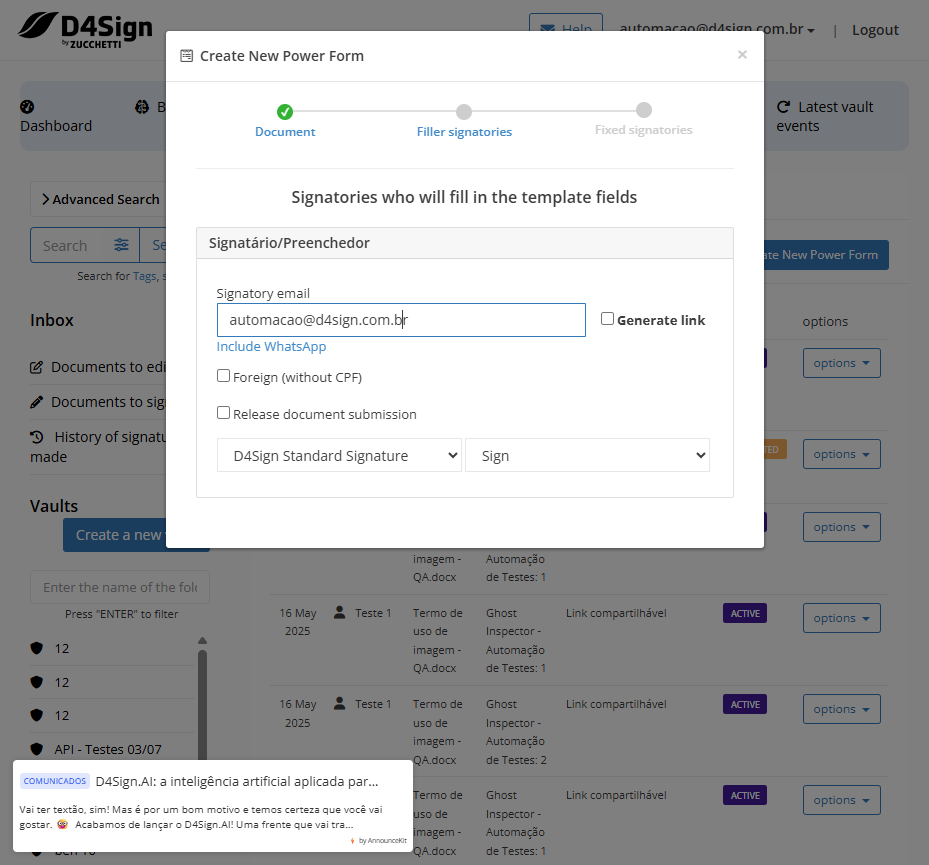 D4Sign
by ZUCCHETTI
Help
automacao@d4sign.com.br
|
Logout
Create New Power Form
×
Dashboard
B
Latest vault
events
Document
Filler signatories
Fixed signatories
Signatories who will fill in the template fields
Signatário/Preenchedor
Signatory email
automacao@d4sign.com.br
Generate link
Include WhatsApp
Foreign (without CPF)
Release document submission
D4Sign Standard Signature
Sign
Advanced Search
Search
Se
Search for Tags, s
ate New Power Form
Inbox
options
Documents to edi
options
Documents to sig
History of signatu
made
TED
options
Vaults
Create a new
options
imagem -
QA.docx
Automação
de Testes: 1
Enter the name of the fol
Press "ENTER" to filter
12
12
12
API - Testes 03/07
16 May
2025
Teste 1
Termo de
uso de
imagem -
QA.docx
Ghost
Inspector -
Automação
de Testes: 1
Link compartilhável
ACTIVE
options
16 May
2025
Teste 1
Termo de
uso de
imagem -
QA.docx
Ghost
Inspector -
Automação
de Testes: 2
Link compartilhável
ACTIVE
options
Termo de
uso de
imagem -
QA.docx
Ghost
Inspector -
Automação
de Testes: 1
Link compartilhável
ACTIVE
options
COMUNICADOS D4Sign.AI: a inteligência artificial aplicada par...
Vai ter textão, sim! Mas é por um bom motivo e temos certeza que você vai
gostar. 🤓 Acabamos de lançar o D4Sign.AI! Uma frente que vai tra...
by AnnounceKit